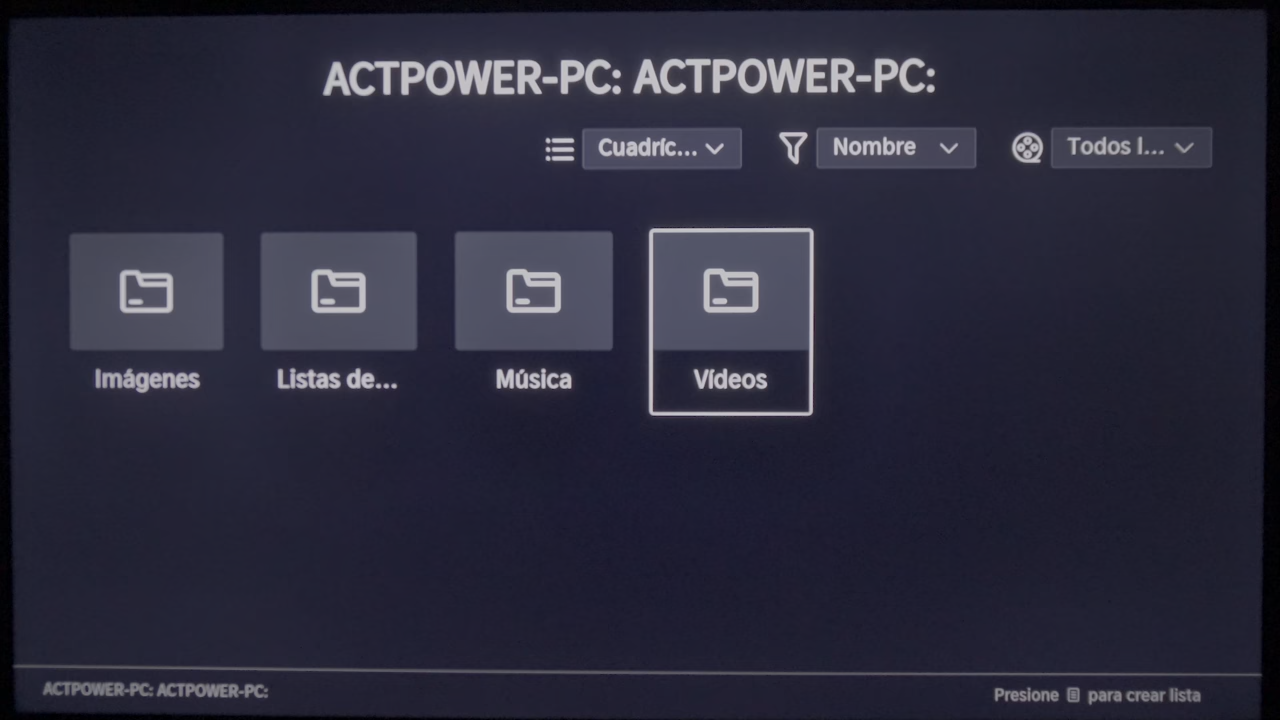 ACTPOWER-PC: ACTPOWER-PC:
Cuadríc... Nombre Todos l...
Imágenes Listas de... Música Vídeos
ACTPOWER-PC: ACTPOWER-PC:
Presione para crear lista